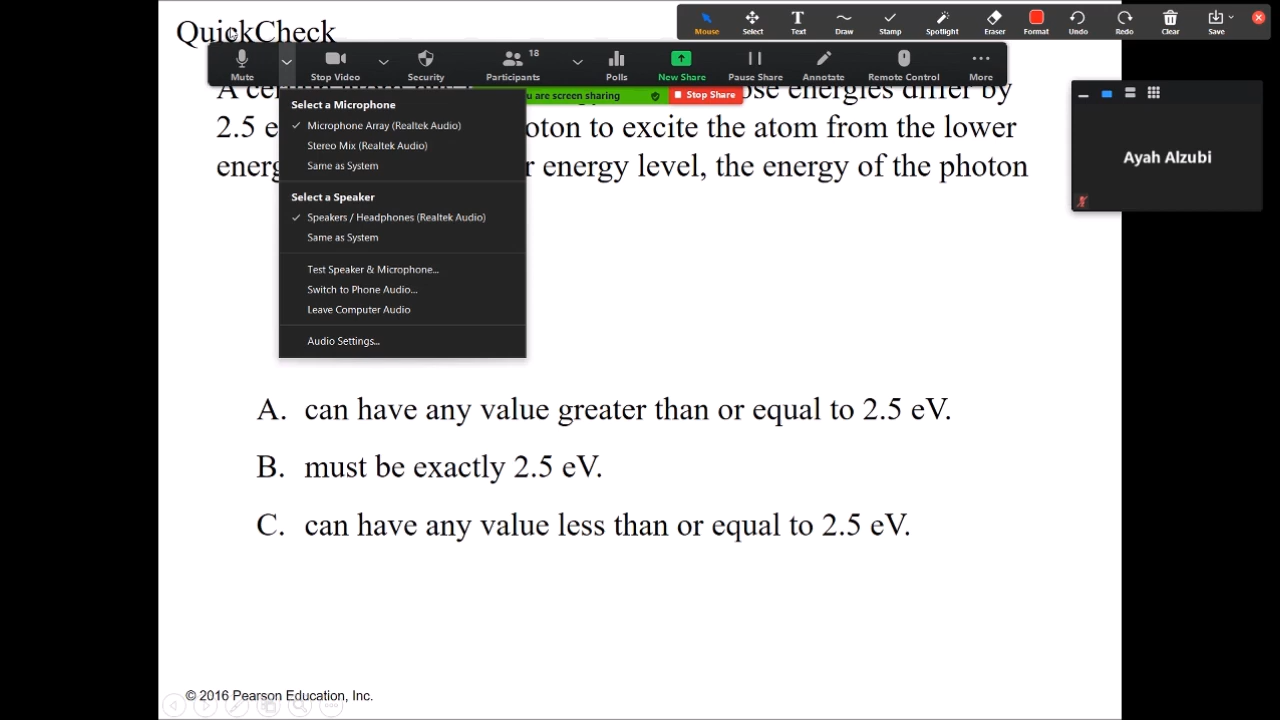 QuickCheck
Mouse Select Text Draw Stamp Spotlight Eraser Format Undo Redo Clear Save
Mute Stop Video Security Participants 18 Polls New Share Pause Share Annotate Remote Control More
are screen sharing Stop Share
energies differ by
2.5 to excite the atom from the lower
energy level, the energy of the photon
Select a Microphone
Microphone Array (Realtek Audio)
Stereo Mix (Realtek Audio)
Same as System
Select a Speaker
Speakers / Headphones (Realtek Audio)
Same as System
Test Speaker & Microphone...
Switch to Phone Audio...
Leave Computer Audio
Audio Settings...
Ayah Alzubi
A. can have any value greater than or equal to 2.5 eV.
B. must be exactly 2.5 eV.
C. can have any value less than or equal to 2.5 eV.
© 2016 Pearson Education, Inc.